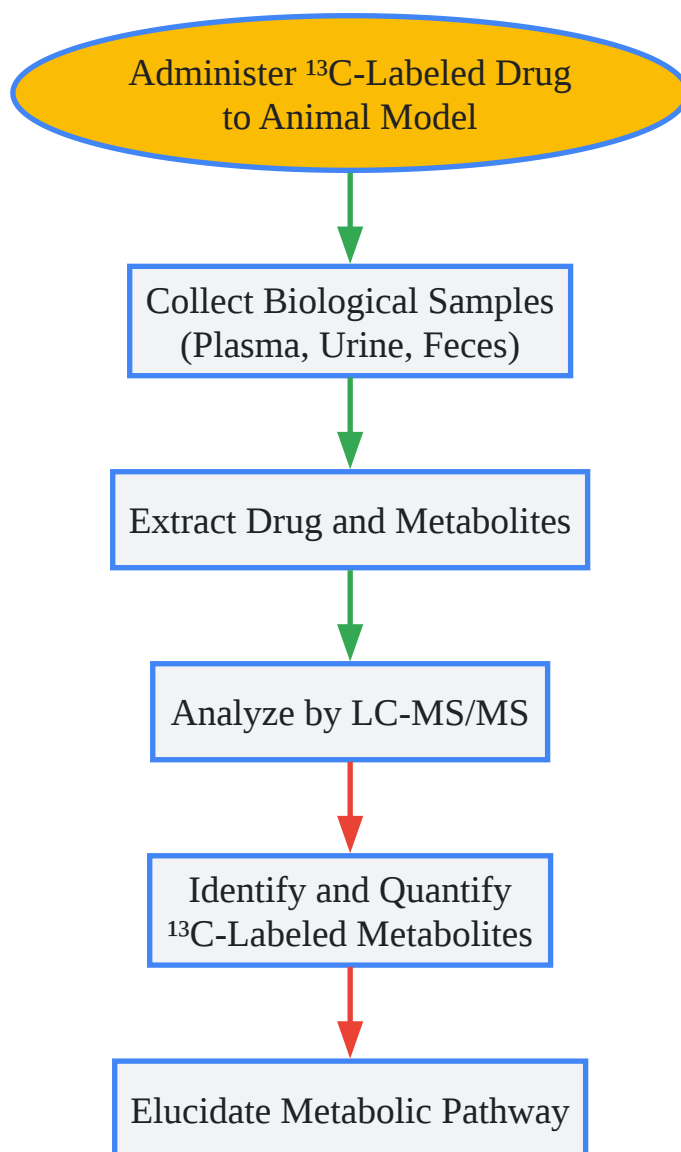 Administer ¹³C-Labeled Drug
to Animal Model
Collect Biological Samples
(Plasma, Urine, Feces)
Extract Drug and Metabolites
Analyze by LC-MS/MS
Identify and Quantify
¹³C-Labeled Metabolites
Elucidate Metabolic Pathway